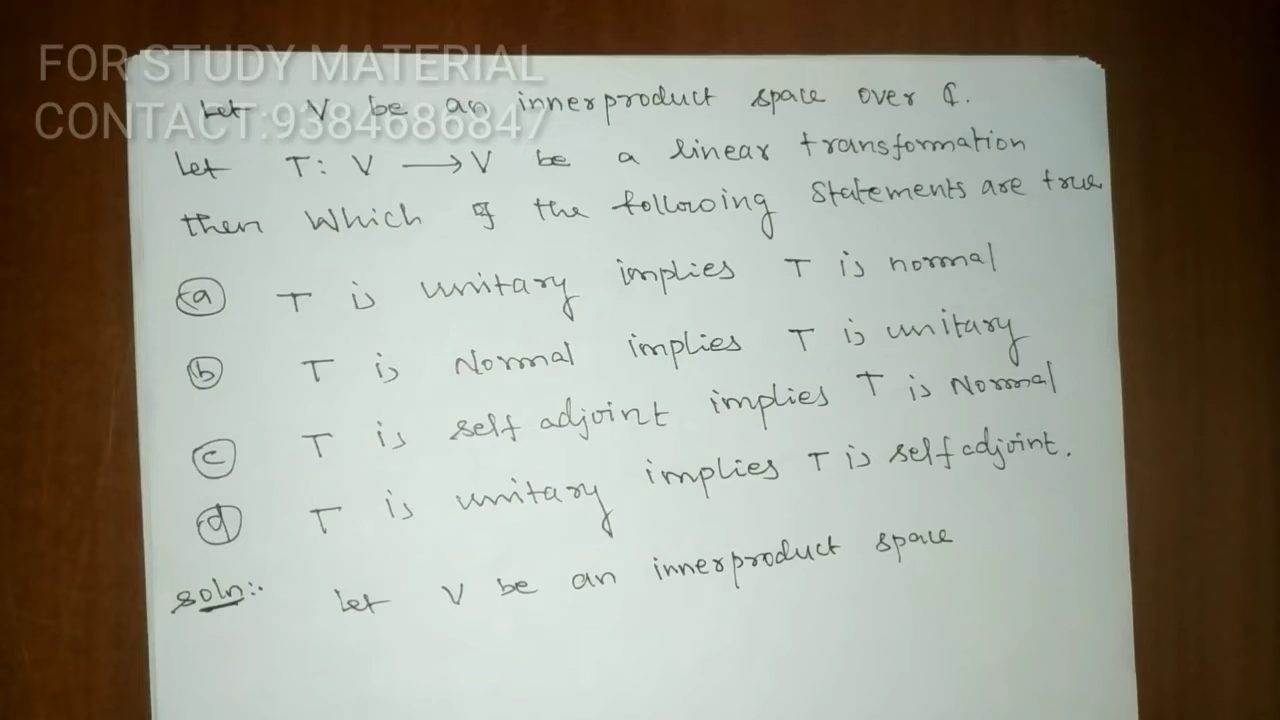 FOR STUDY MATERIAL
CONTACT:9384686847
Let V be an innerproduct space over ₵.
Let T: V ⟶ V be a linear transformation
then Which of the following Statements are true
(a) T is unitary implies T is normal
(b) T is Normal implies T is unitary
(c) T is self adjoint implies T is Normal
(d) T is unitary implies T is self adjoint.
soln:. Let V be an innerproduct space